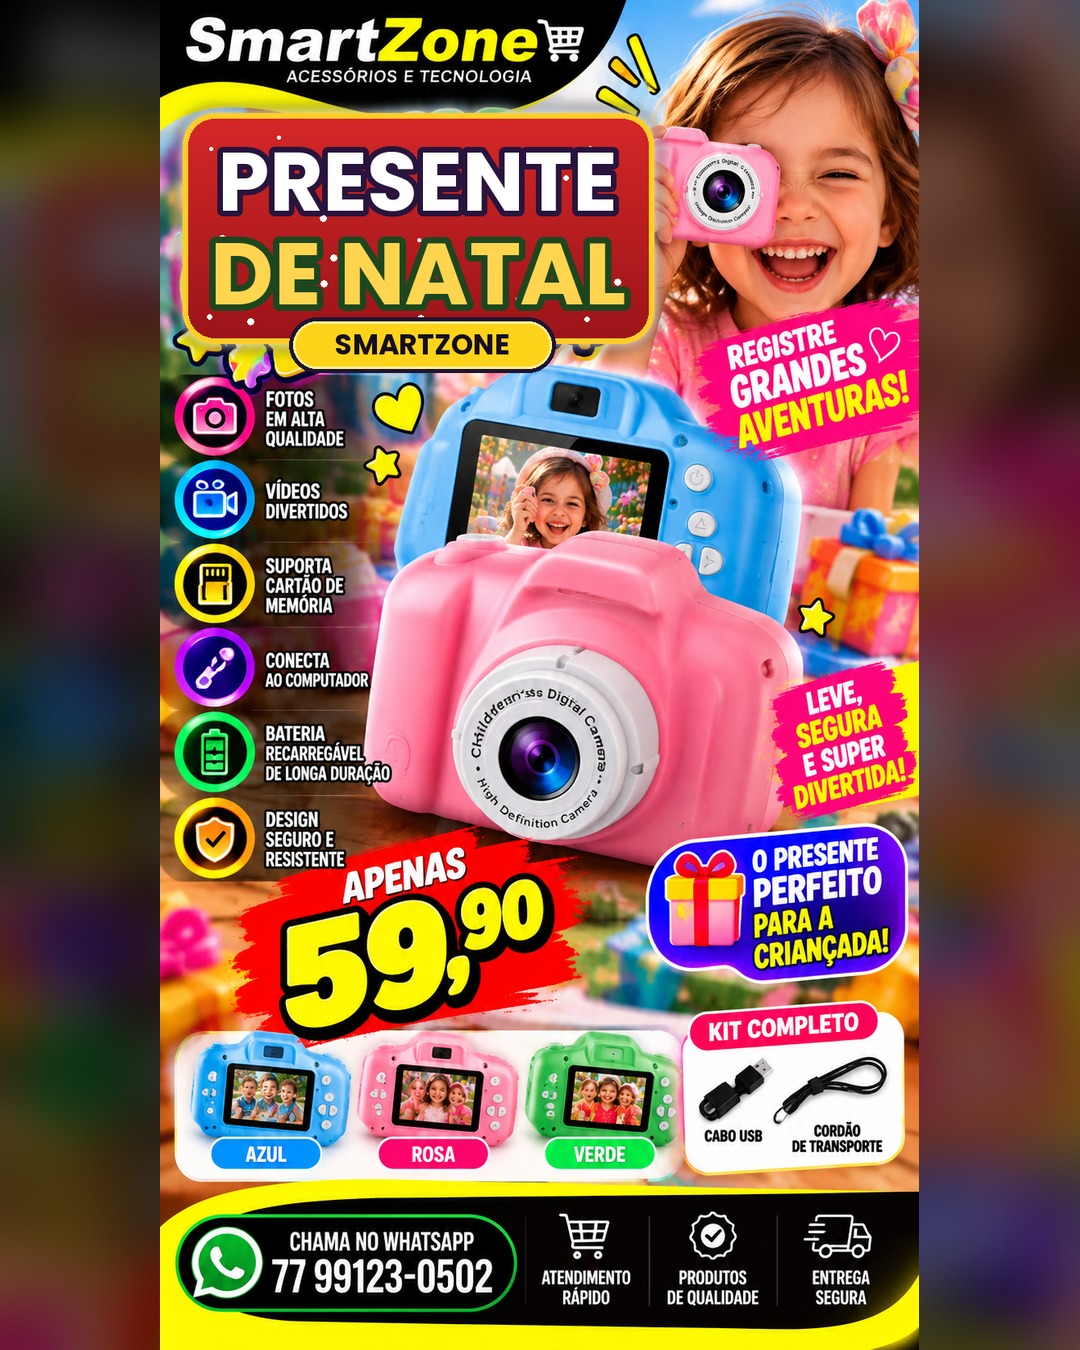 SmartZone
ACESSÓRIOS E TECNOLOGIA
PRESENTE
DE NATAL
SMARTZONE
REGISTRE
GRANDES
AVENTURAS!
FOTOS
EM ALTA
QUALIDADE
VÍDEOS
DIVERTIDOS
SUPORTA
CARTÃO DE
MEMÓRIA
CONECTA
AO COMPUTADOR
BATERIA
RECARREGÁVEL
DE LONGA DURAÇÃO
DESIGN
SEGURO E
RESISTENTE
High Definition Camera
LEVE,
SEGURA
E SUPER
DIVERTIDA!
APENAS
59,90
O PRESENTE
PERFEITO
PARA A
CRIANÇADA!
KIT COMPLETO
CABO USB
CORDÃO
DE TRANSPORTE
AZUL
ROSA
VERDE
CHAMA NO WHATSAPP
77 99123-0502
ATENDIMENTO
RÁPIDO
PRODUTOS
DE QUALIDADE
ENTREGA
SEGURA